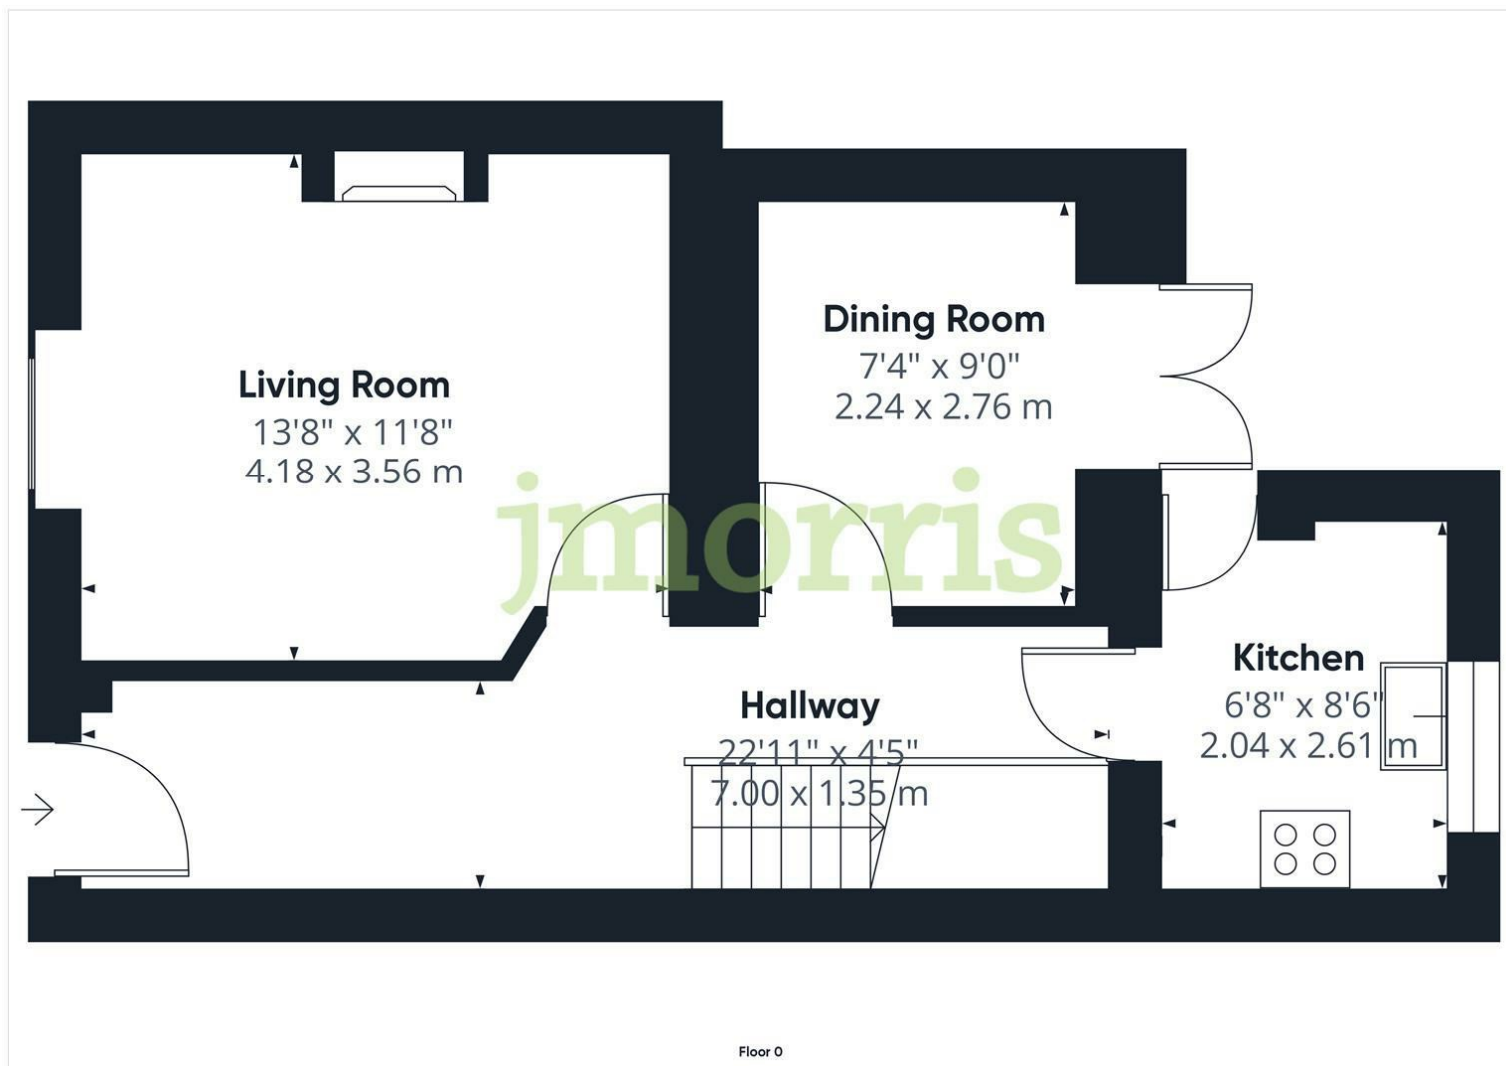 Living Room
13'8" x 11'8"
4.18 x 3.56 m
Dining Room
7'4" x 9'0"
2.24 x 2.76 m
jmorris
Hallway
22'11" x 4'5"
7.00 x 1.35 m
Kitchen
6'8" x 8'6"
2.04 x 2.61 m
Floor 0